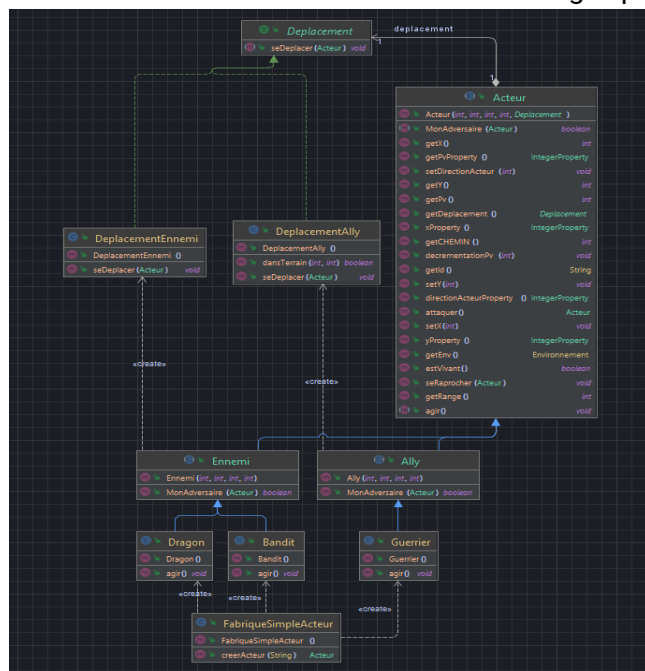 Deplacement
seDeplacer (Acteur) void
deplacement
1
1
Acteur
Acteur (int, int, int, int, Deplacement )
MonAdversaire (Acteur) boolean
getX() int
getPvProperty () IntegerProperty
setDirectionActeur (int) void
getY() int
getPv() int
getDeplacement () Deplacement
xProperty () IntegerProperty
getCHEMIN () int
decrementationPv (int) void
getId() String
setY(int) void
directionActeurProperty () IntegerProperty
attaquer() Acteur
setX(int) void
yProperty () IntegerProperty
getEnv() Environnement
estVivant() boolean
seRaprocher (Acteur) void
getRange () int
agir() void
DeplacementEnnemi
DeplacementEnnemi ()
seDeplacer (Acteur) void
DeplacementAlly
DeplacementAlly ()
dansTerrain (int, int) boolean
seDeplacer (Acteur) void
«create»
«create»
Ennemi
Ennemi (int, int, int, int)
MonAdversaire (Acteur) boolean
Ally
Ally (int, int, int, int)
MonAdversaire (Acteur) boolean
Dragon
Dragon ()
agir() void
Bandit
Bandit ()
agir() void
Guerrier
Guerrier ()
agir() void
«create»
«create»
«create»
FabriqueSimpleActeur
FabriqueSimpleActeur ()
creerActeur (String) Acteur